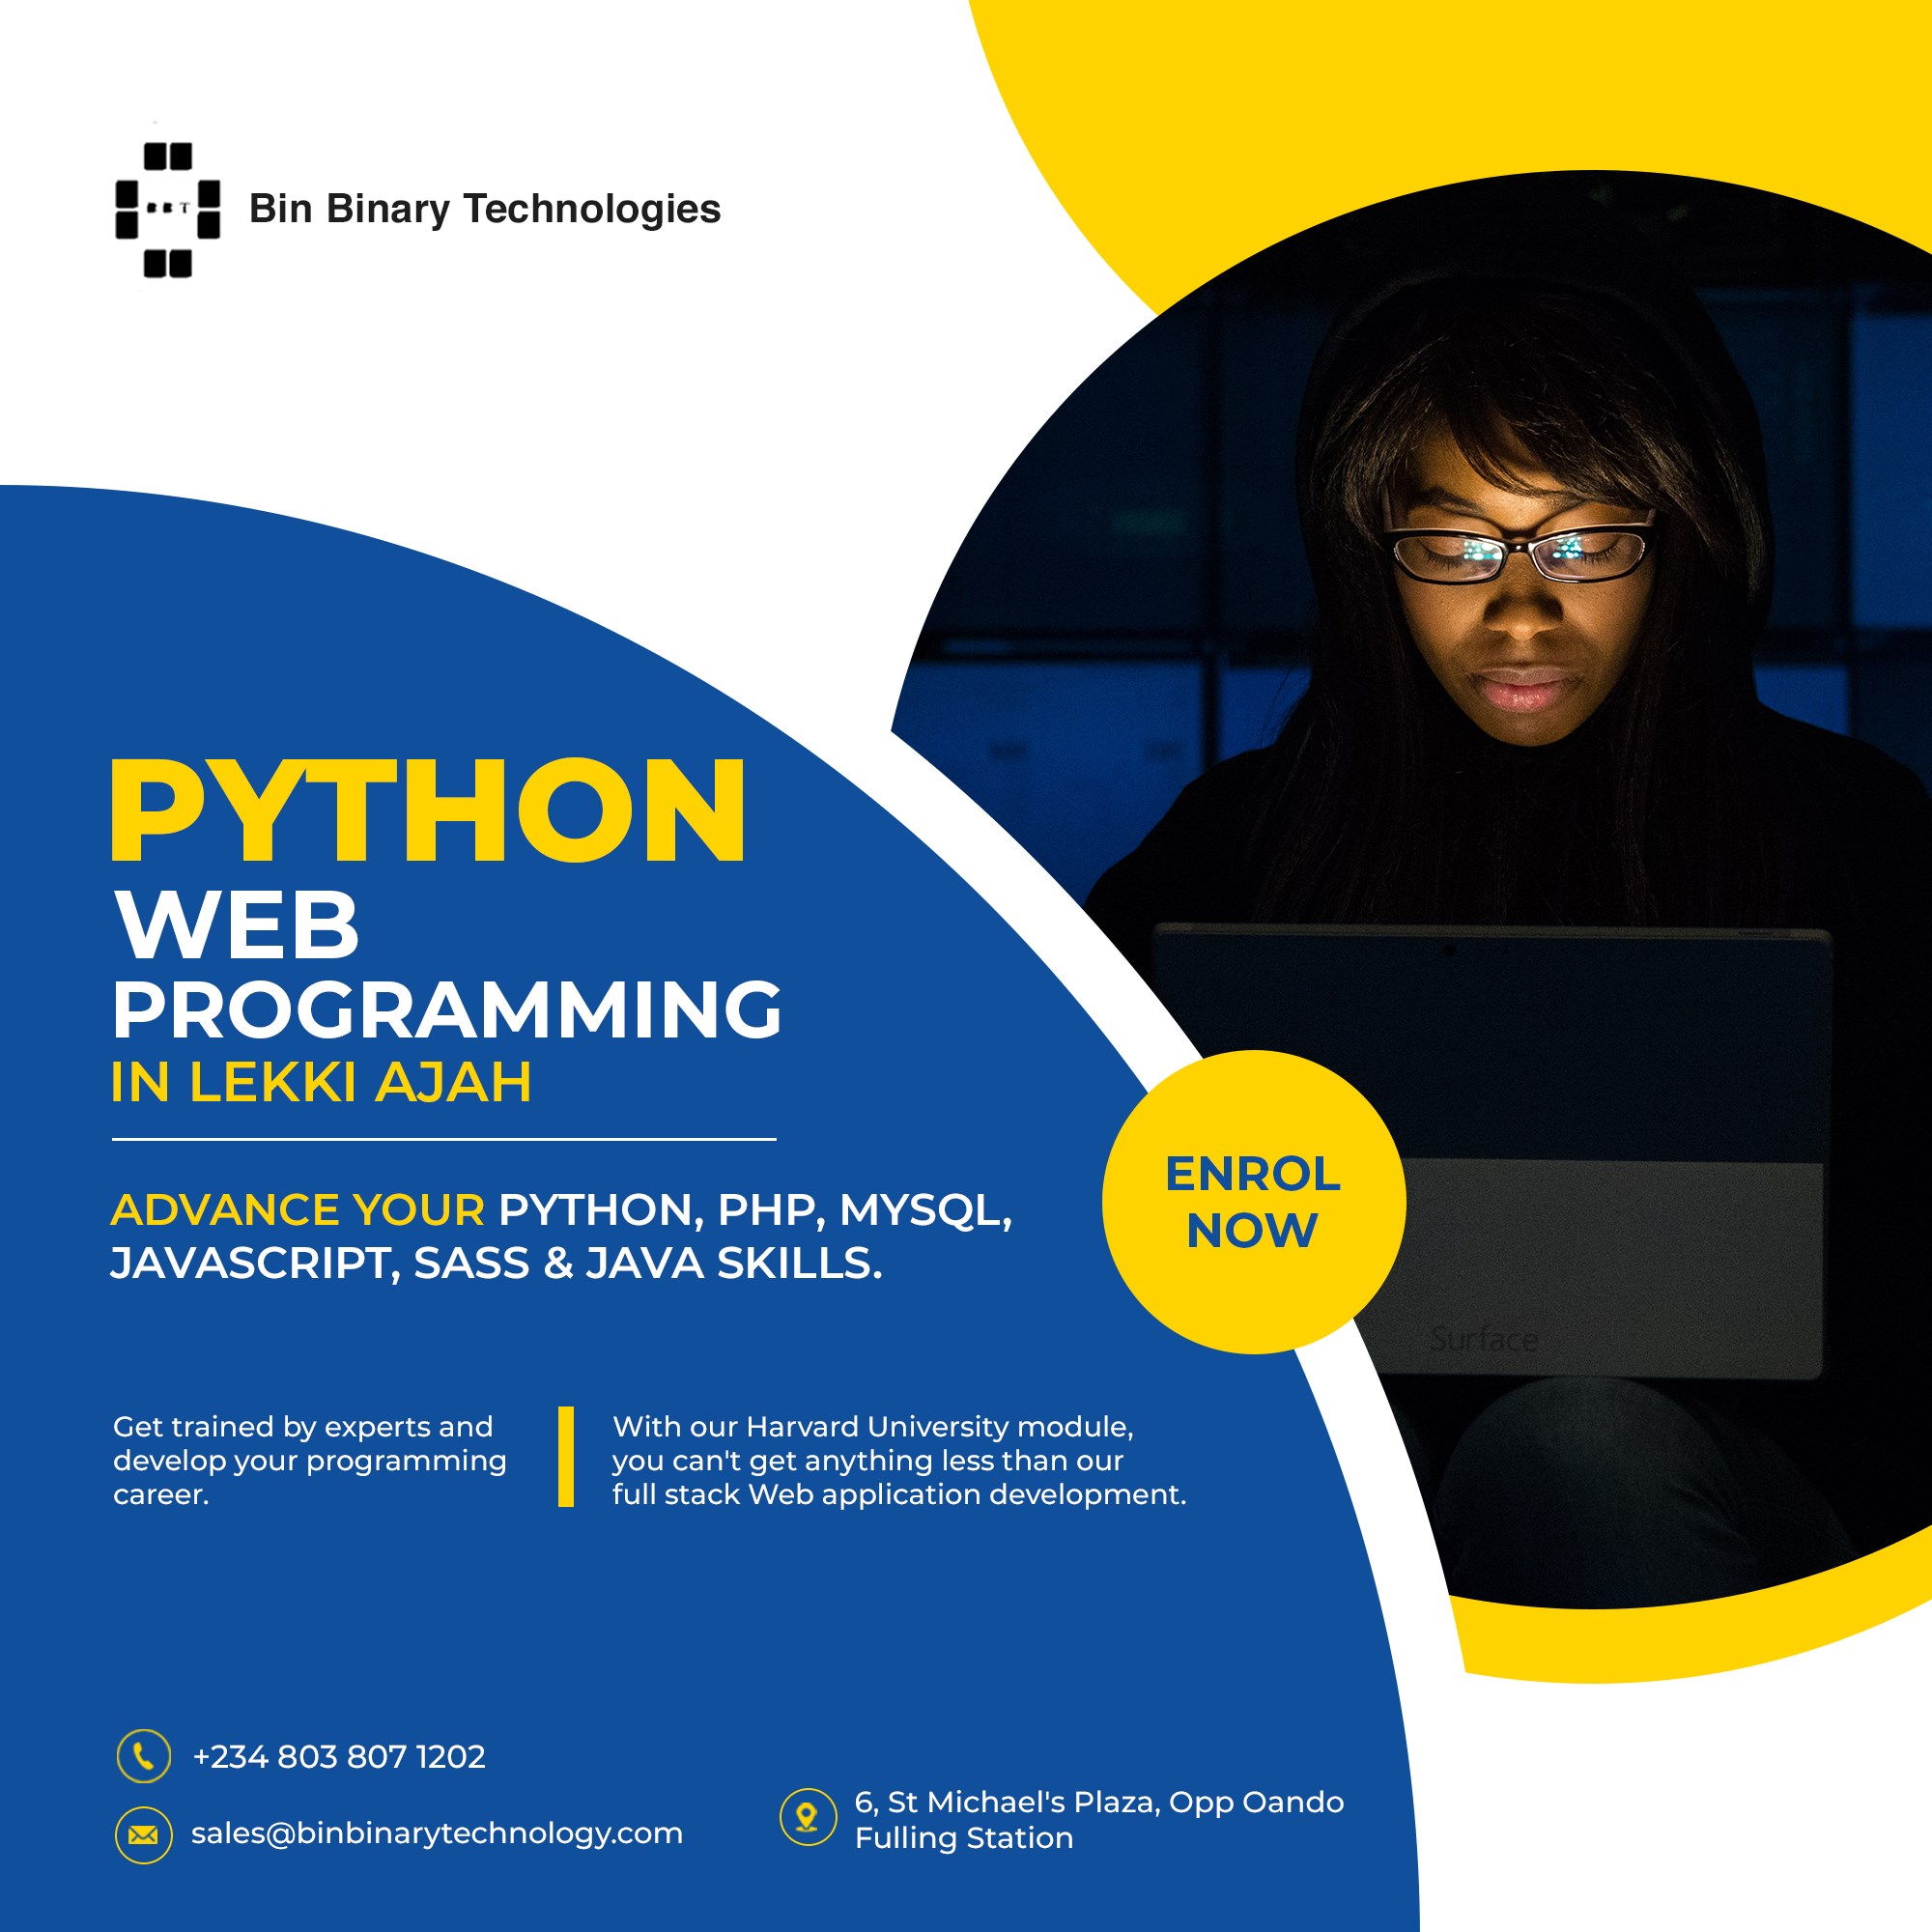 B B T
Bin Binary Technologies
PYTHON
WEB
PROGRAMMING
IN LEKKI AJAH
ADVANCE YOUR PYTHON, PHP, MYSQL,
JAVASCRIPT, SASS & JAVA SKILLS.
ENROL
NOW
Surface
Get trained by experts and
develop your programming
career.
With our Harvard University module,
you can't get anything less than our
full stack Web application development.
+234 803 807 1202
sales@binbinarytechnology.com
6, St Michael's Plaza, Opp Oando
Fulling Station